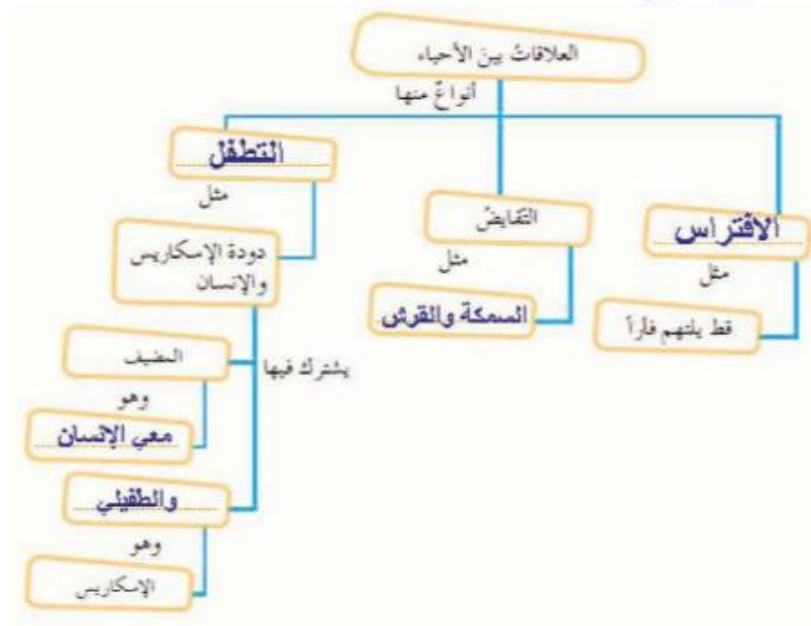 العلاقاتُ بينَ الأحياء
أنواعٌ منها
الافتراس
مثل
قط يلتهم فأراً
التقايضُ
مثل
السمكة والقرش
التطفل
مثل
دودة الإسكاريس
والإنسان
يشترك فيها
المضيف
وهو
معي الإنسان
والطفيلي
وهو
الإسكاريس